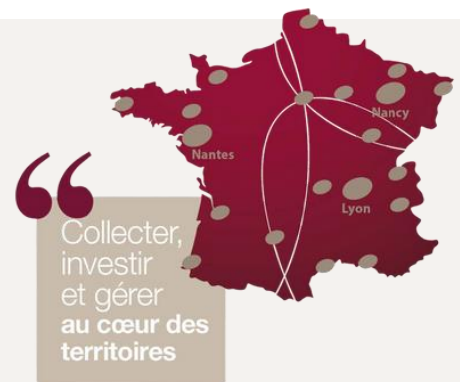 Nancy
Nantes
Lyon
Collecter,
investir
et gérer
au cœur des
territoires